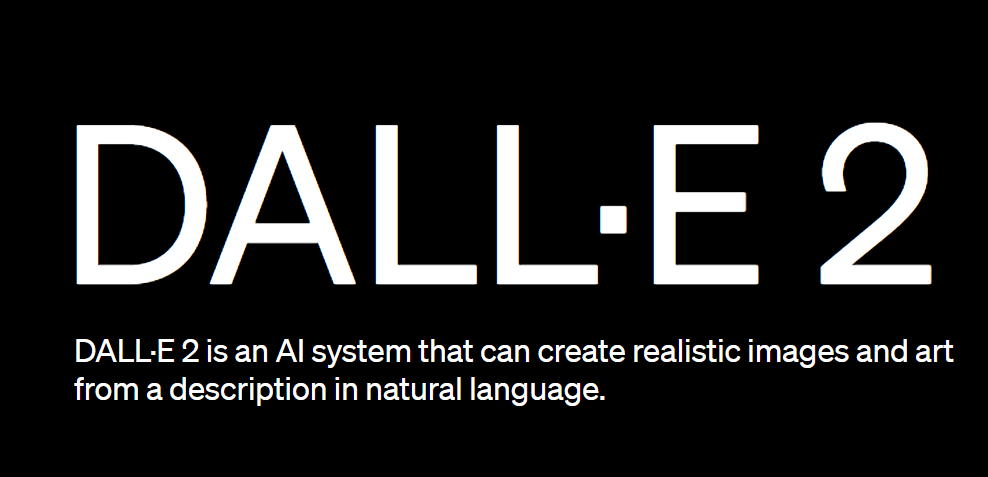 DALL·E 2
DALL·E 2 is an AI system that can create realistic images and art
from a description in natural language.